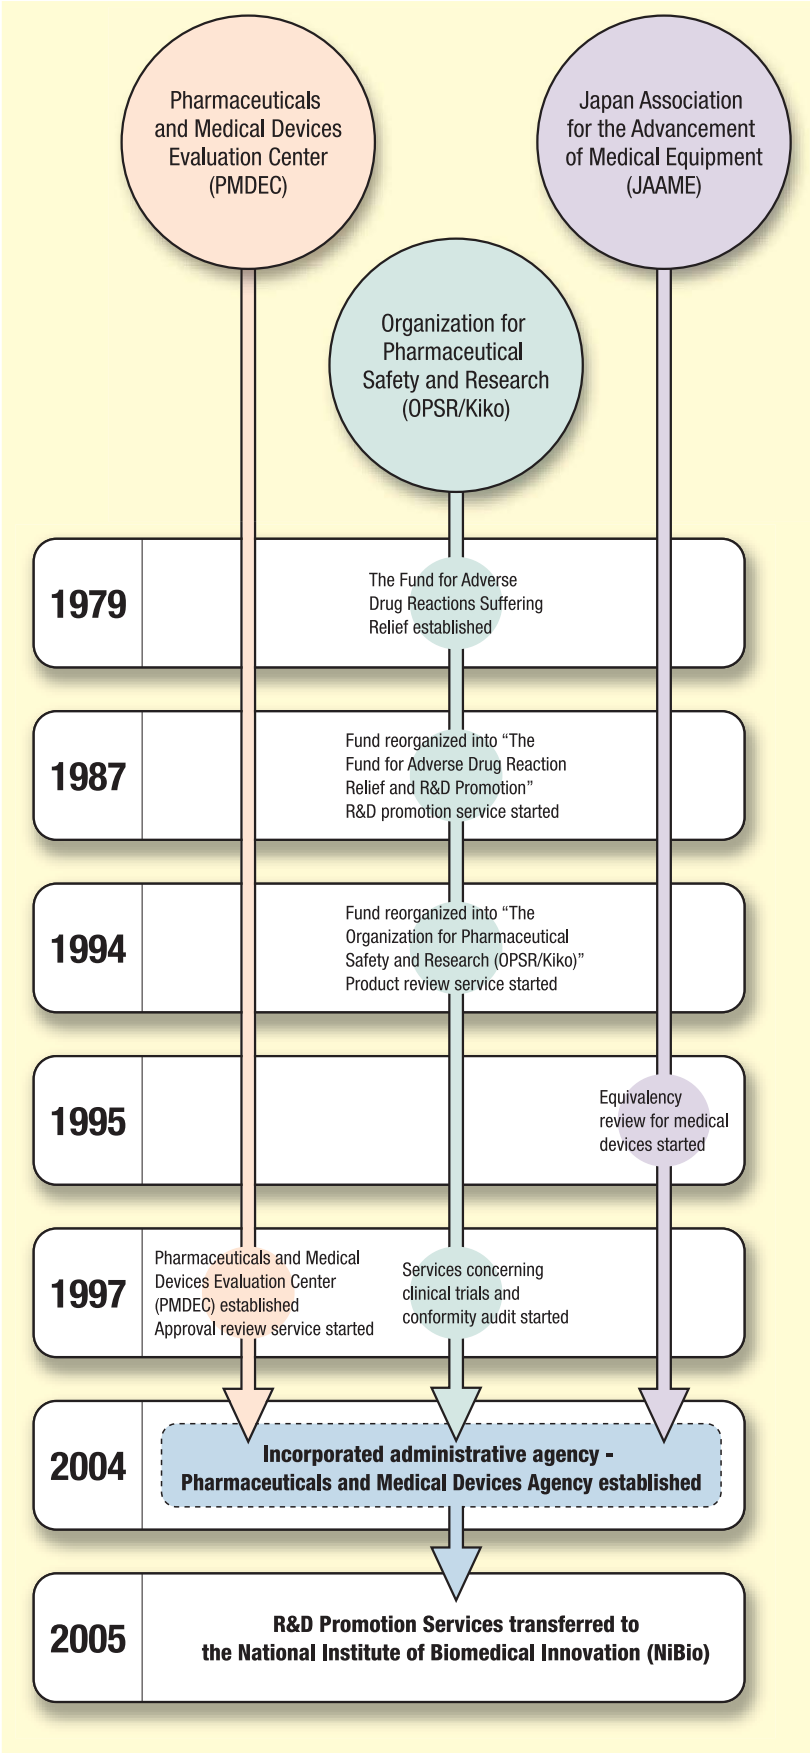 Pharmaceuticals
and Medical Devices
Evaluation Center
(PMDEC)
Japan Association
for the Advancement
of Medical Equipment
(JAAME)
Organization for
Pharmaceutical
Safety and Research
(OPSR/Kiko)
1979
The Fund for Adverse
Drug Reactions Suffering
Relief established
1987
Fund reorganized into “The
Fund for Adverse Drug Reaction
Relief and R&D Promotion”
R&D promotion service started
1994
Fund reorganized into “The
Organization for Pharmaceutical
Safety and Research (OPSR/Kiko)”
Product review service started
1995
Equivalency
review for medical
devices started
1997
Pharmaceuticals and Medical
Devices Evaluation Center
(PMDEC) established
Approval review service started
Services concerning
clinical trials and
conformity audit started
2004
Incorporated administrative agency -
Pharmaceuticals and Medical Devices Agency established
2005
R&D Promotion Services transferred to
the National Institute of Biomedical Innovation (NiBio)